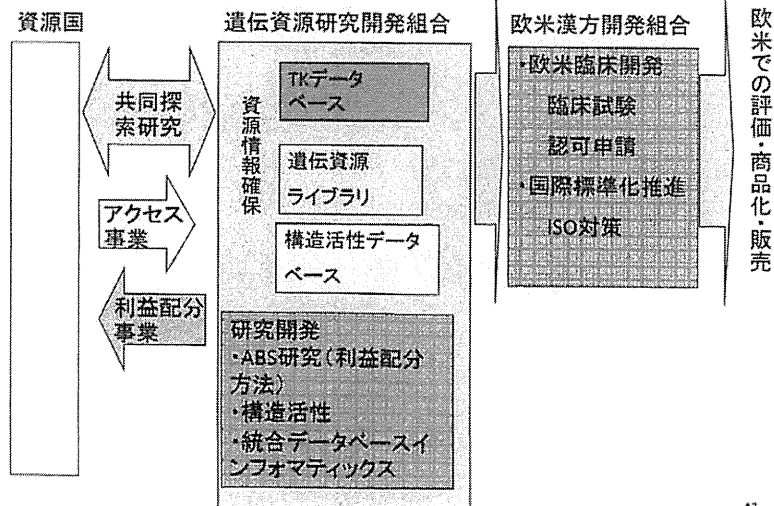 資源国
遺伝資源研究開発組合
欧米漢方開発組合
欧米での評価・商品化・販売
共同探
索研究
アクセス
事業
利益配分
事業
資源情報確保
TKデータ
ベース
遺伝資源
ライブラリ
構造活性データ
ベース
研究開発
・ABS研究(利益配分
方法)
・構造活性
・統合データベースイ
ンフォマティックス
・欧米臨床開発
臨床試験
認可申請
・国際標準化推進
ISO対策